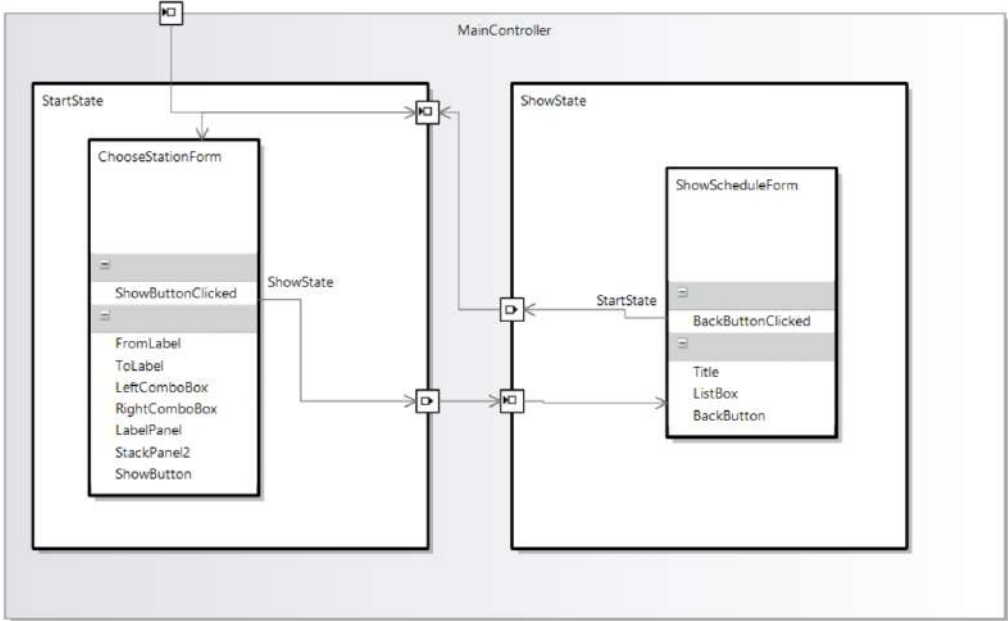 MainController
StartState
ChooseStationForm
ShowButtonClicked
FromLabel
ToLabel
LeftComboBox
RightComboBox
LabelPanel
StackPanel2
ShowButton
ShowState
ShowState
ShowScheduleForm
StartState
BackButtonClicked
Title
ListBox
BackButton